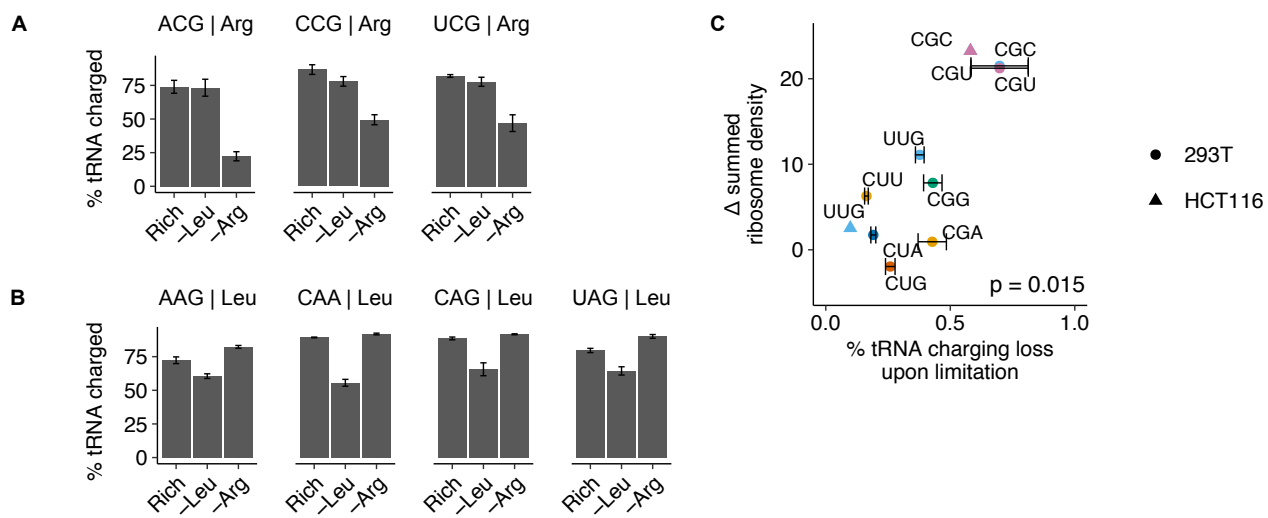 A
ACG | Arg
CCG | Arg
UCG | Arg
% tRNA charged
75
50
25
0
Rich
–Leu
–Arg
Rich
–Leu
–Arg
Rich
–Leu
–Arg
B
AAG | Leu
CAA | Leu
CAG | Leu
UAG | Leu
% tRNA charged
75
50
25
0
Rich
–Leu
–Arg
Rich
–Leu
–Arg
Rich
–Leu
–Arg
Rich
–Leu
–Arg
C
Δ summed
ribosome density
20
10
0
CGC
CGC
CGU
CGU
UUG
CUU
CGG
UUG
CGA
CUA
CUG
p = 0.015
0.0
0.5
1.0
% tRNA charging loss
upon limitation
293T
HCT116